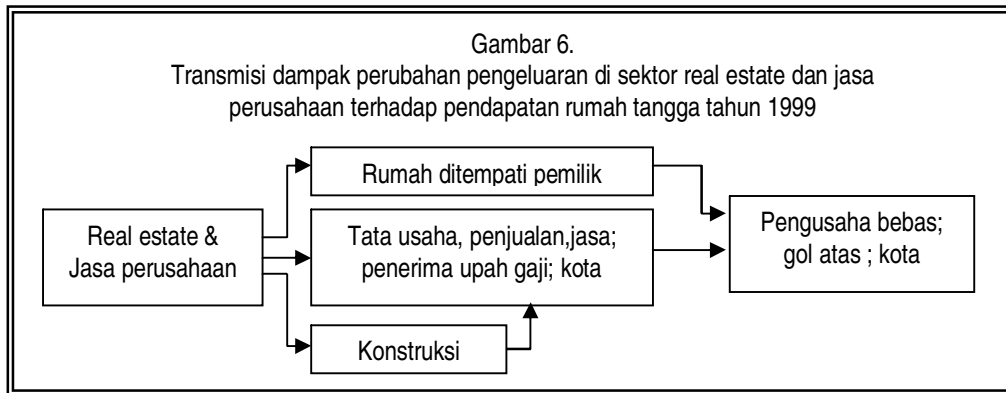 Gambar 6.
Transmisi dampak perubahan pengeluaran di sektor real estate dan jasa
perusahaan terhadap pendapatan rumah tangga tahun 1999
Rumah ditempati pemilik
Real estate &
Jasa perusahaan
Tata usaha, penjualan,jasa;
penerima upah gaji; kota
Pengusaha bebas;
gol atas ; kota
Konstruksi